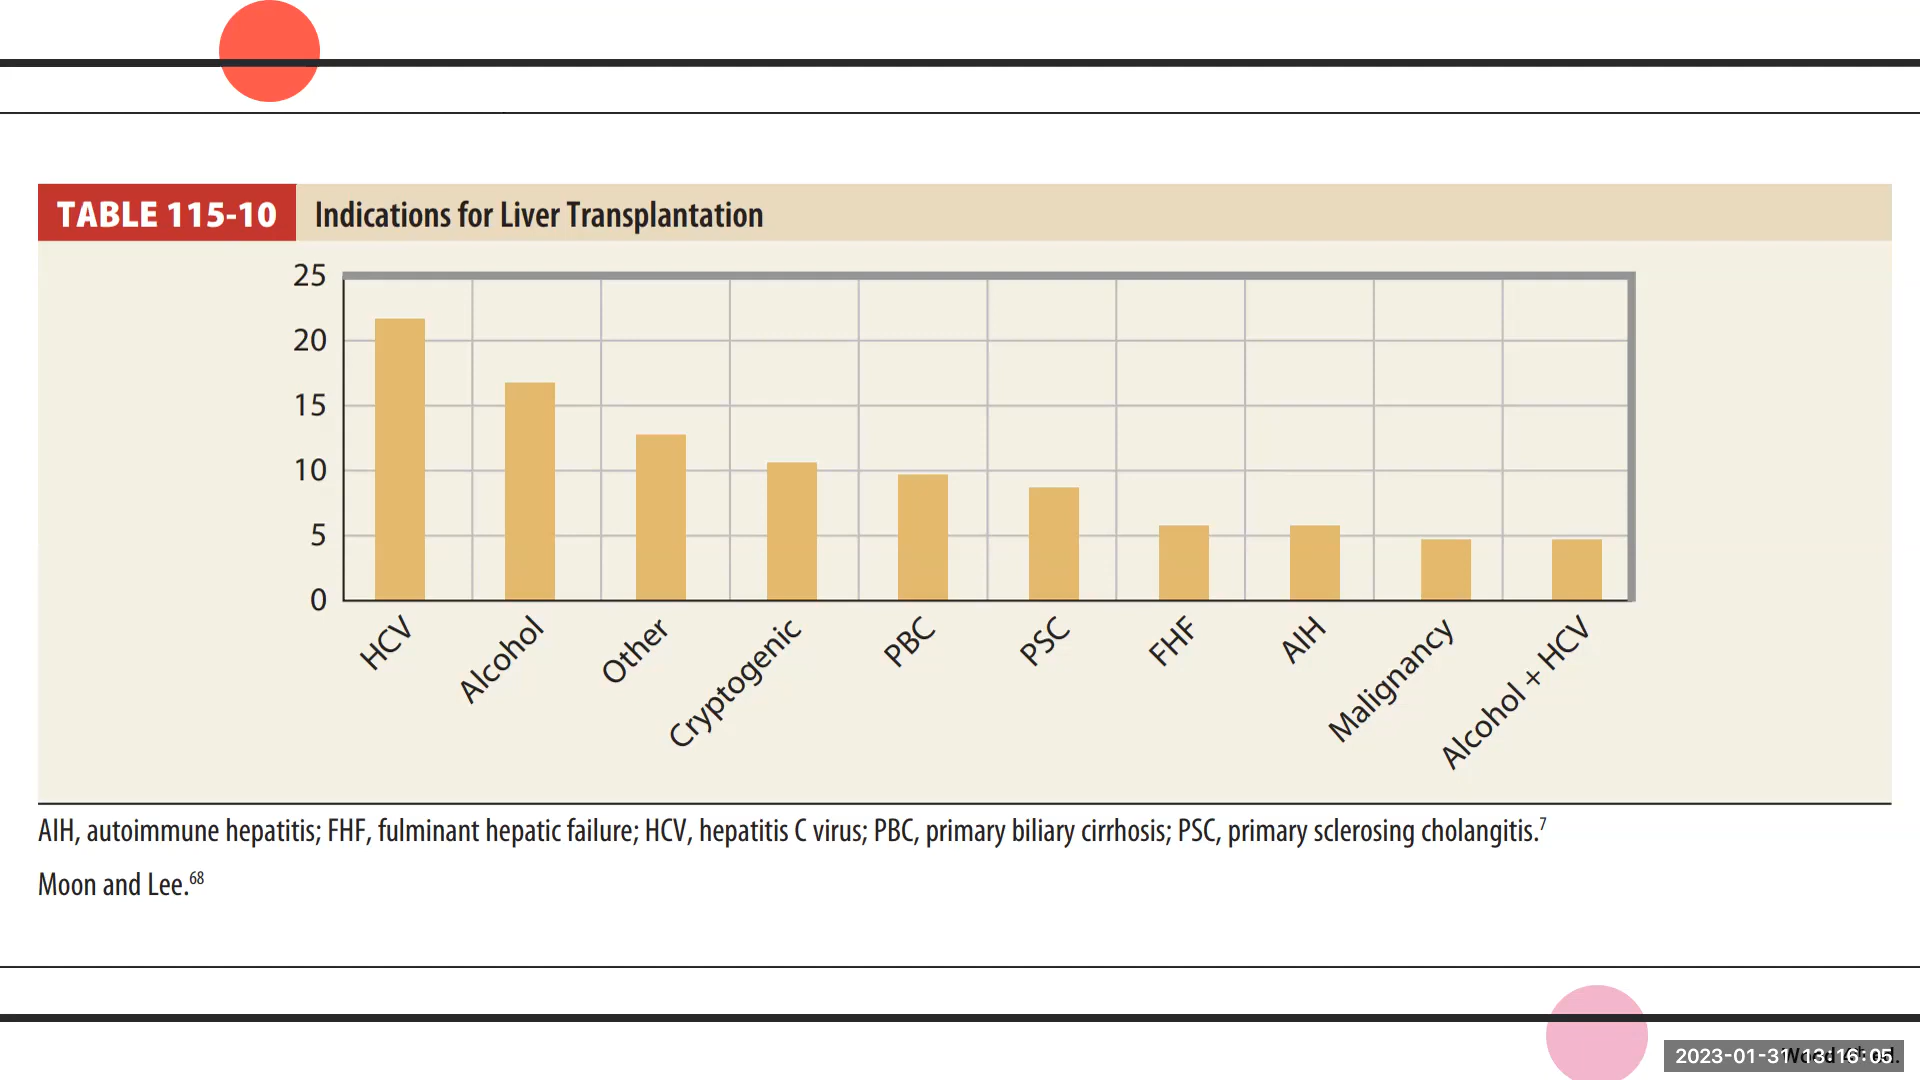 TABLE 115-10 Indications for Liver Transplantation
25
20
15
10
5
0
HCV
Alcohol
Other
Cryptogenic
PBC
PSC
FHF
AIH
Malignancy
Alcohol + HCV
AIH, autoimmune hepatitis; FHF, fulminant hepatic failure; HCV, hepatitis C virus; PBC, primary biliary cirrhosis; PSC, primary sclerosing cholangitis.7
Moon and Lee.68
2023-01-31 13:16:05